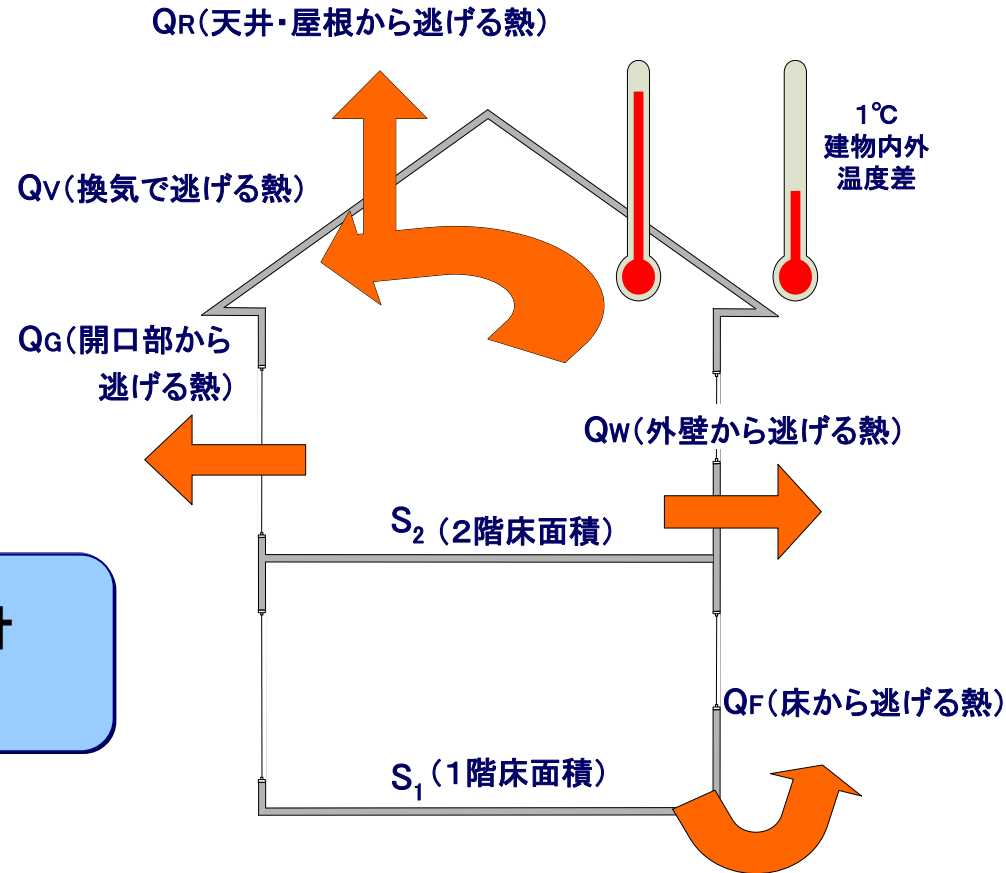 QR(天井・屋根から逃げる熱)
1℃
建物内外
温度差
QV(換気で逃げる熱)
QG(開口部から
逃げる熱)
QW(外壁から逃げる熱)
S2 (2階床面積)
QF(床から逃げる熱)
S1 (1階床面積)